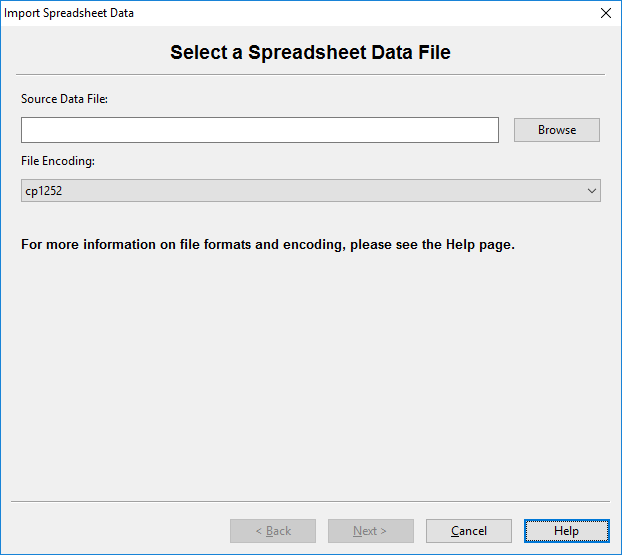 Import Spreadsheet Data
Select a Spreadsheet Data File
Source Data File:
Browse
File Encoding:
cp1252
For more information on file formats and encoding, please see the Help page.
< Back Next > Cancel Help